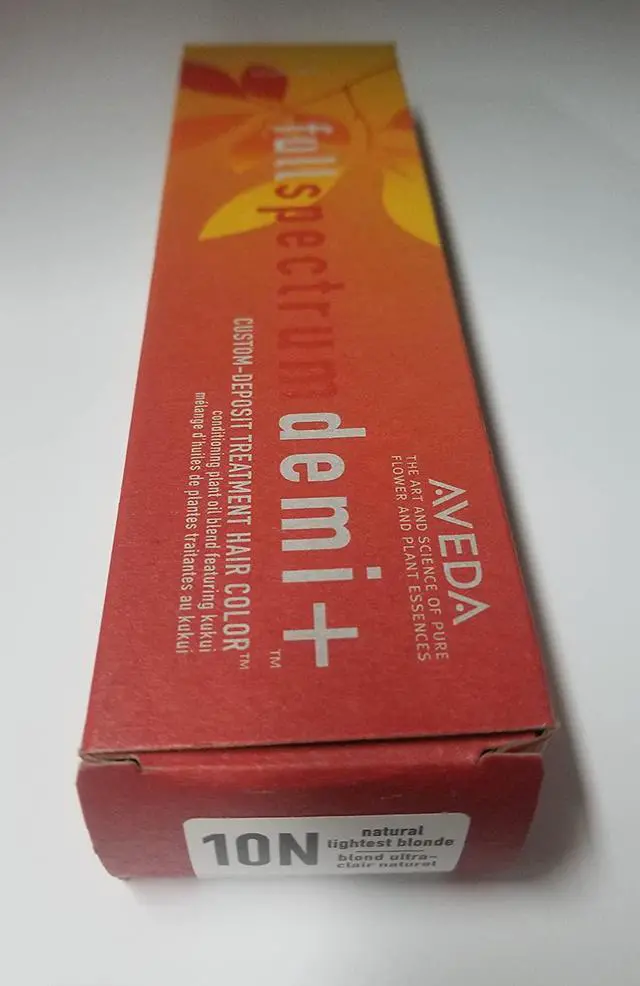 AVEDA
THE ART AND SCIENCE OF PURE
FLOWER AND PLANT ESSENCES
full spectrum demi+™
CUSTOM-DEPOSIT TREATMENT HAIR COLOR™
conditioning plant oil blend featuring kukui
mélange d'huiles de plantes traitantes au kukui
10N
natural
lightest blonde
blond ultra-
clair naturel